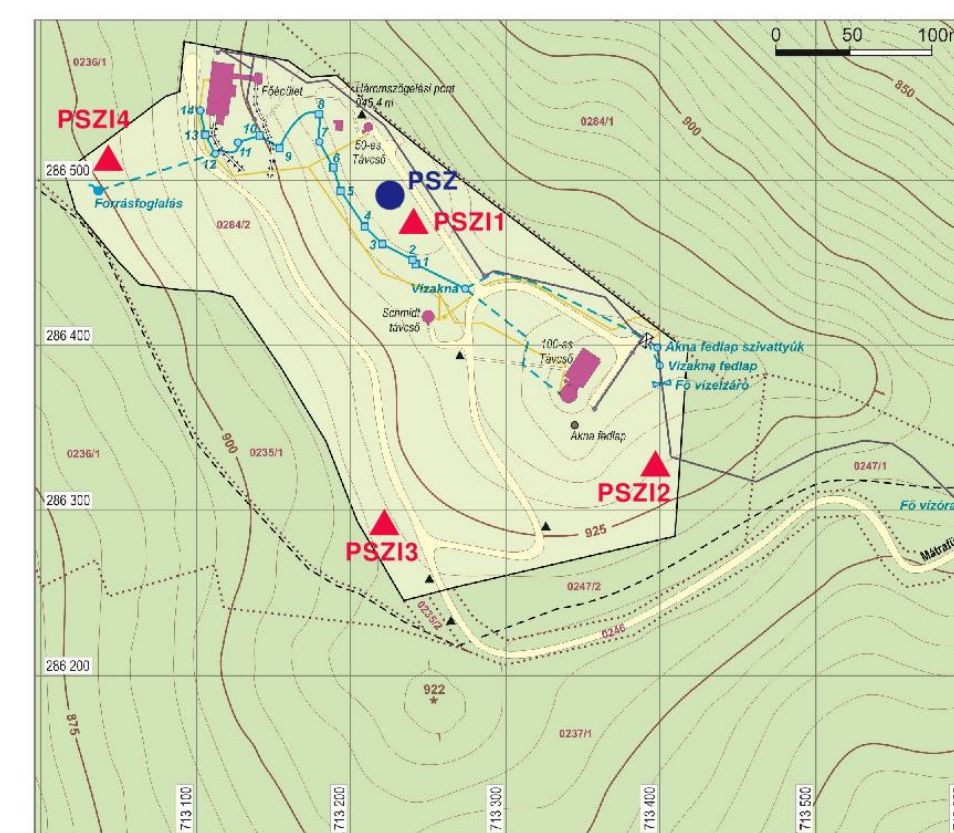 0 50 100m
0236/1
850
900
Háromszögelési pont
945,4 m
Főépület
PSZI4
14
13
12
11
10
9
8
7
6
5
4
3
2
1
50-es
Távcső
0284/1
286 500
Forrásfoglalás
PSZ
PSZI1
0284/2
Vízakna
Schmidt
távcső
100-as
Távcső
Akna fedlap szivattyúk
Vízakna fedlap
Fő vízelzáró
286 400
Akna fedlap
900
0236/1
0235/1
PSZI2
0247/1
286 300
Fő vízóra
PSZI3
925
0247/2
0235/2
0246
286 200
922
875
0237/1
713 100
713 200
713 300
713 400
713 500